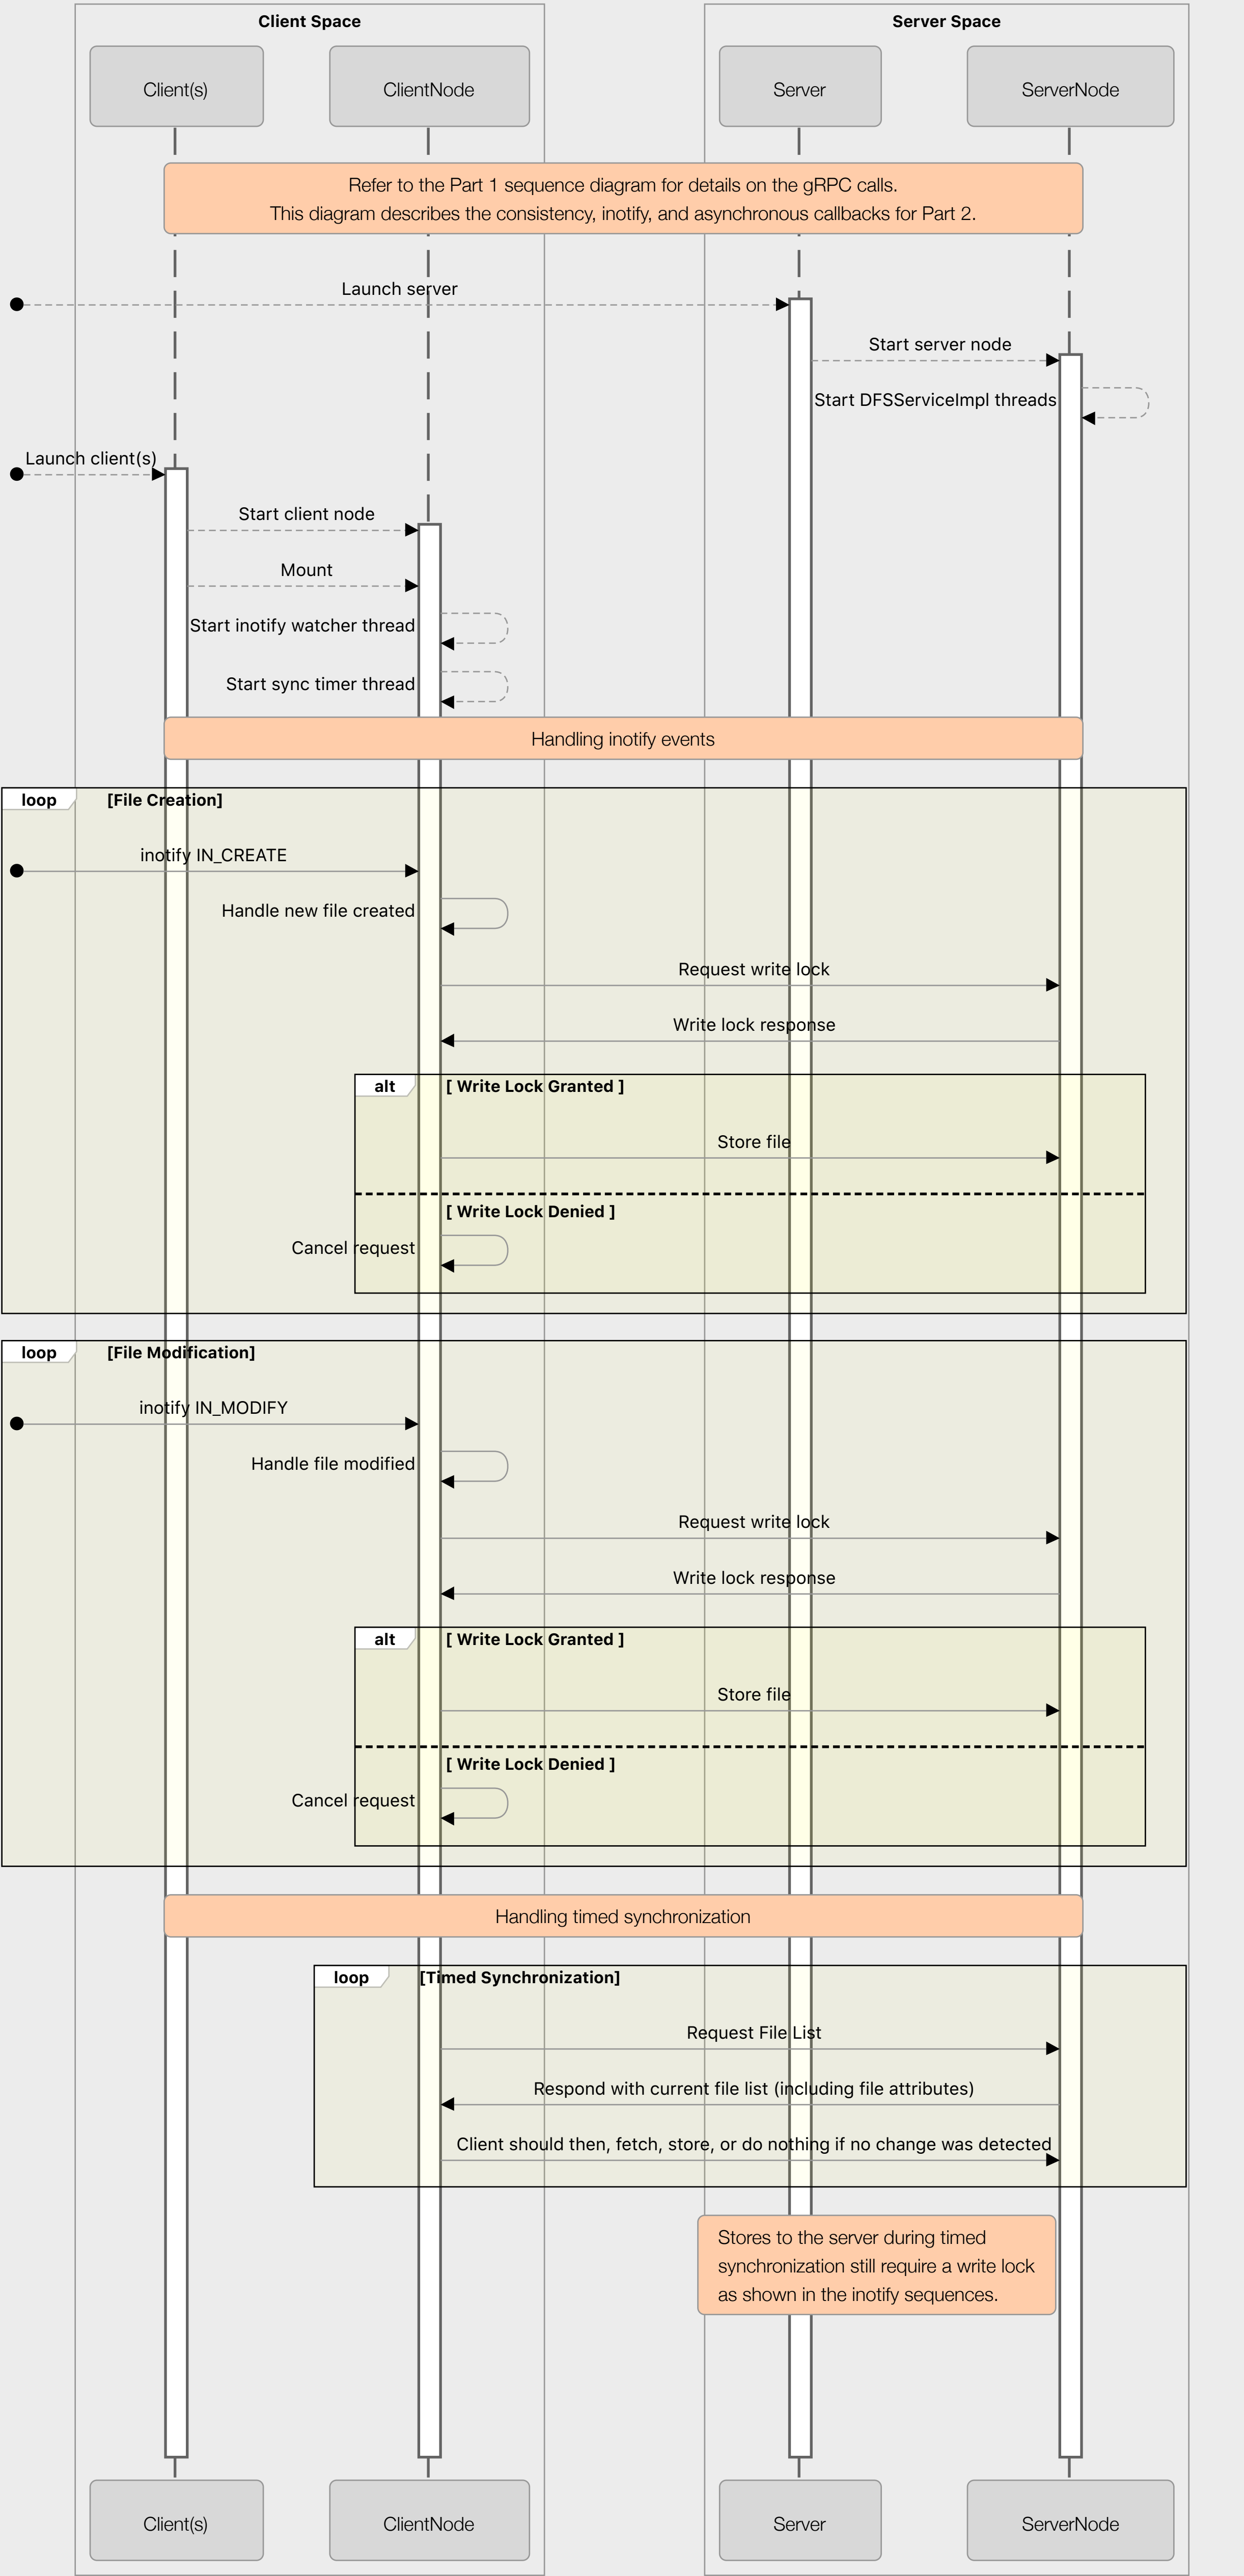 Client Space
Server Space
Client(s)
ClientNode
Server
ServerNode
Refer to the Part 1 sequence diagram for details on the gRPC calls.
This diagram describes the consistency, inotify, and asynchronous callbacks for Part 2.
Launch server
Start server node
Start DFSServiceImpl threads
Launch client(s)
Start client node
Mount
Start inotify watcher thread
Start sync timer thread
Handling inotify events
loop
[File Creation]
inotify IN_CREATE
Handle new file created
Request write lock
Write lock response
alt
[ Write Lock Granted ]
Store file
[ Write Lock Denied ]
Cancel request
loop
[File Modification]
inotify IN_MODIFY
Handle file modified
Request write lock
Write lock response
alt
[ Write Lock Granted ]
Store file
[ Write Lock Denied ]
Cancel request
Handling timed synchronization
loop
[Timed Synchronization]
Request File List
Respond with current file list (including file attributes)
Client should then, fetch, store, or do nothing if no change was detected
Stores to the server during timed
synchronization still require a write lock
as shown in the inotify sequences.
Client(s)
ClientNode
Server
ServerNode